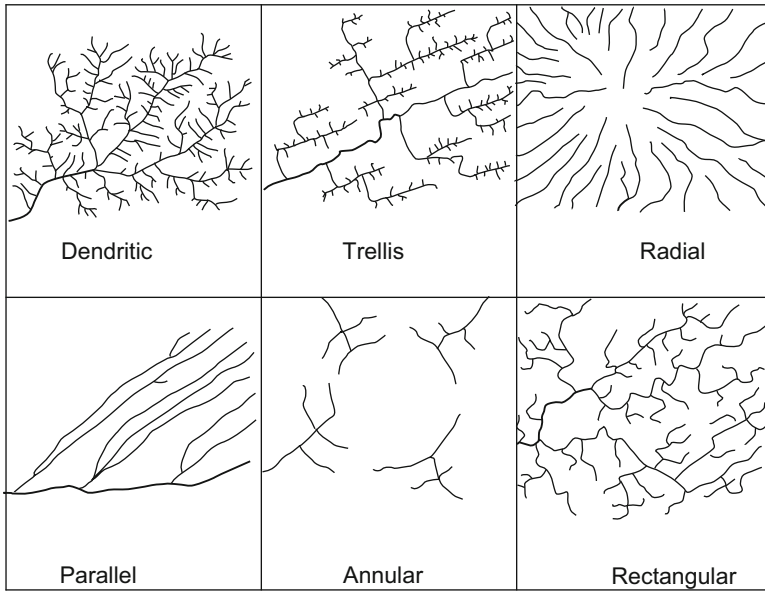 Dendritic
Trellis
Radial
Parallel
Annular
Rectangular